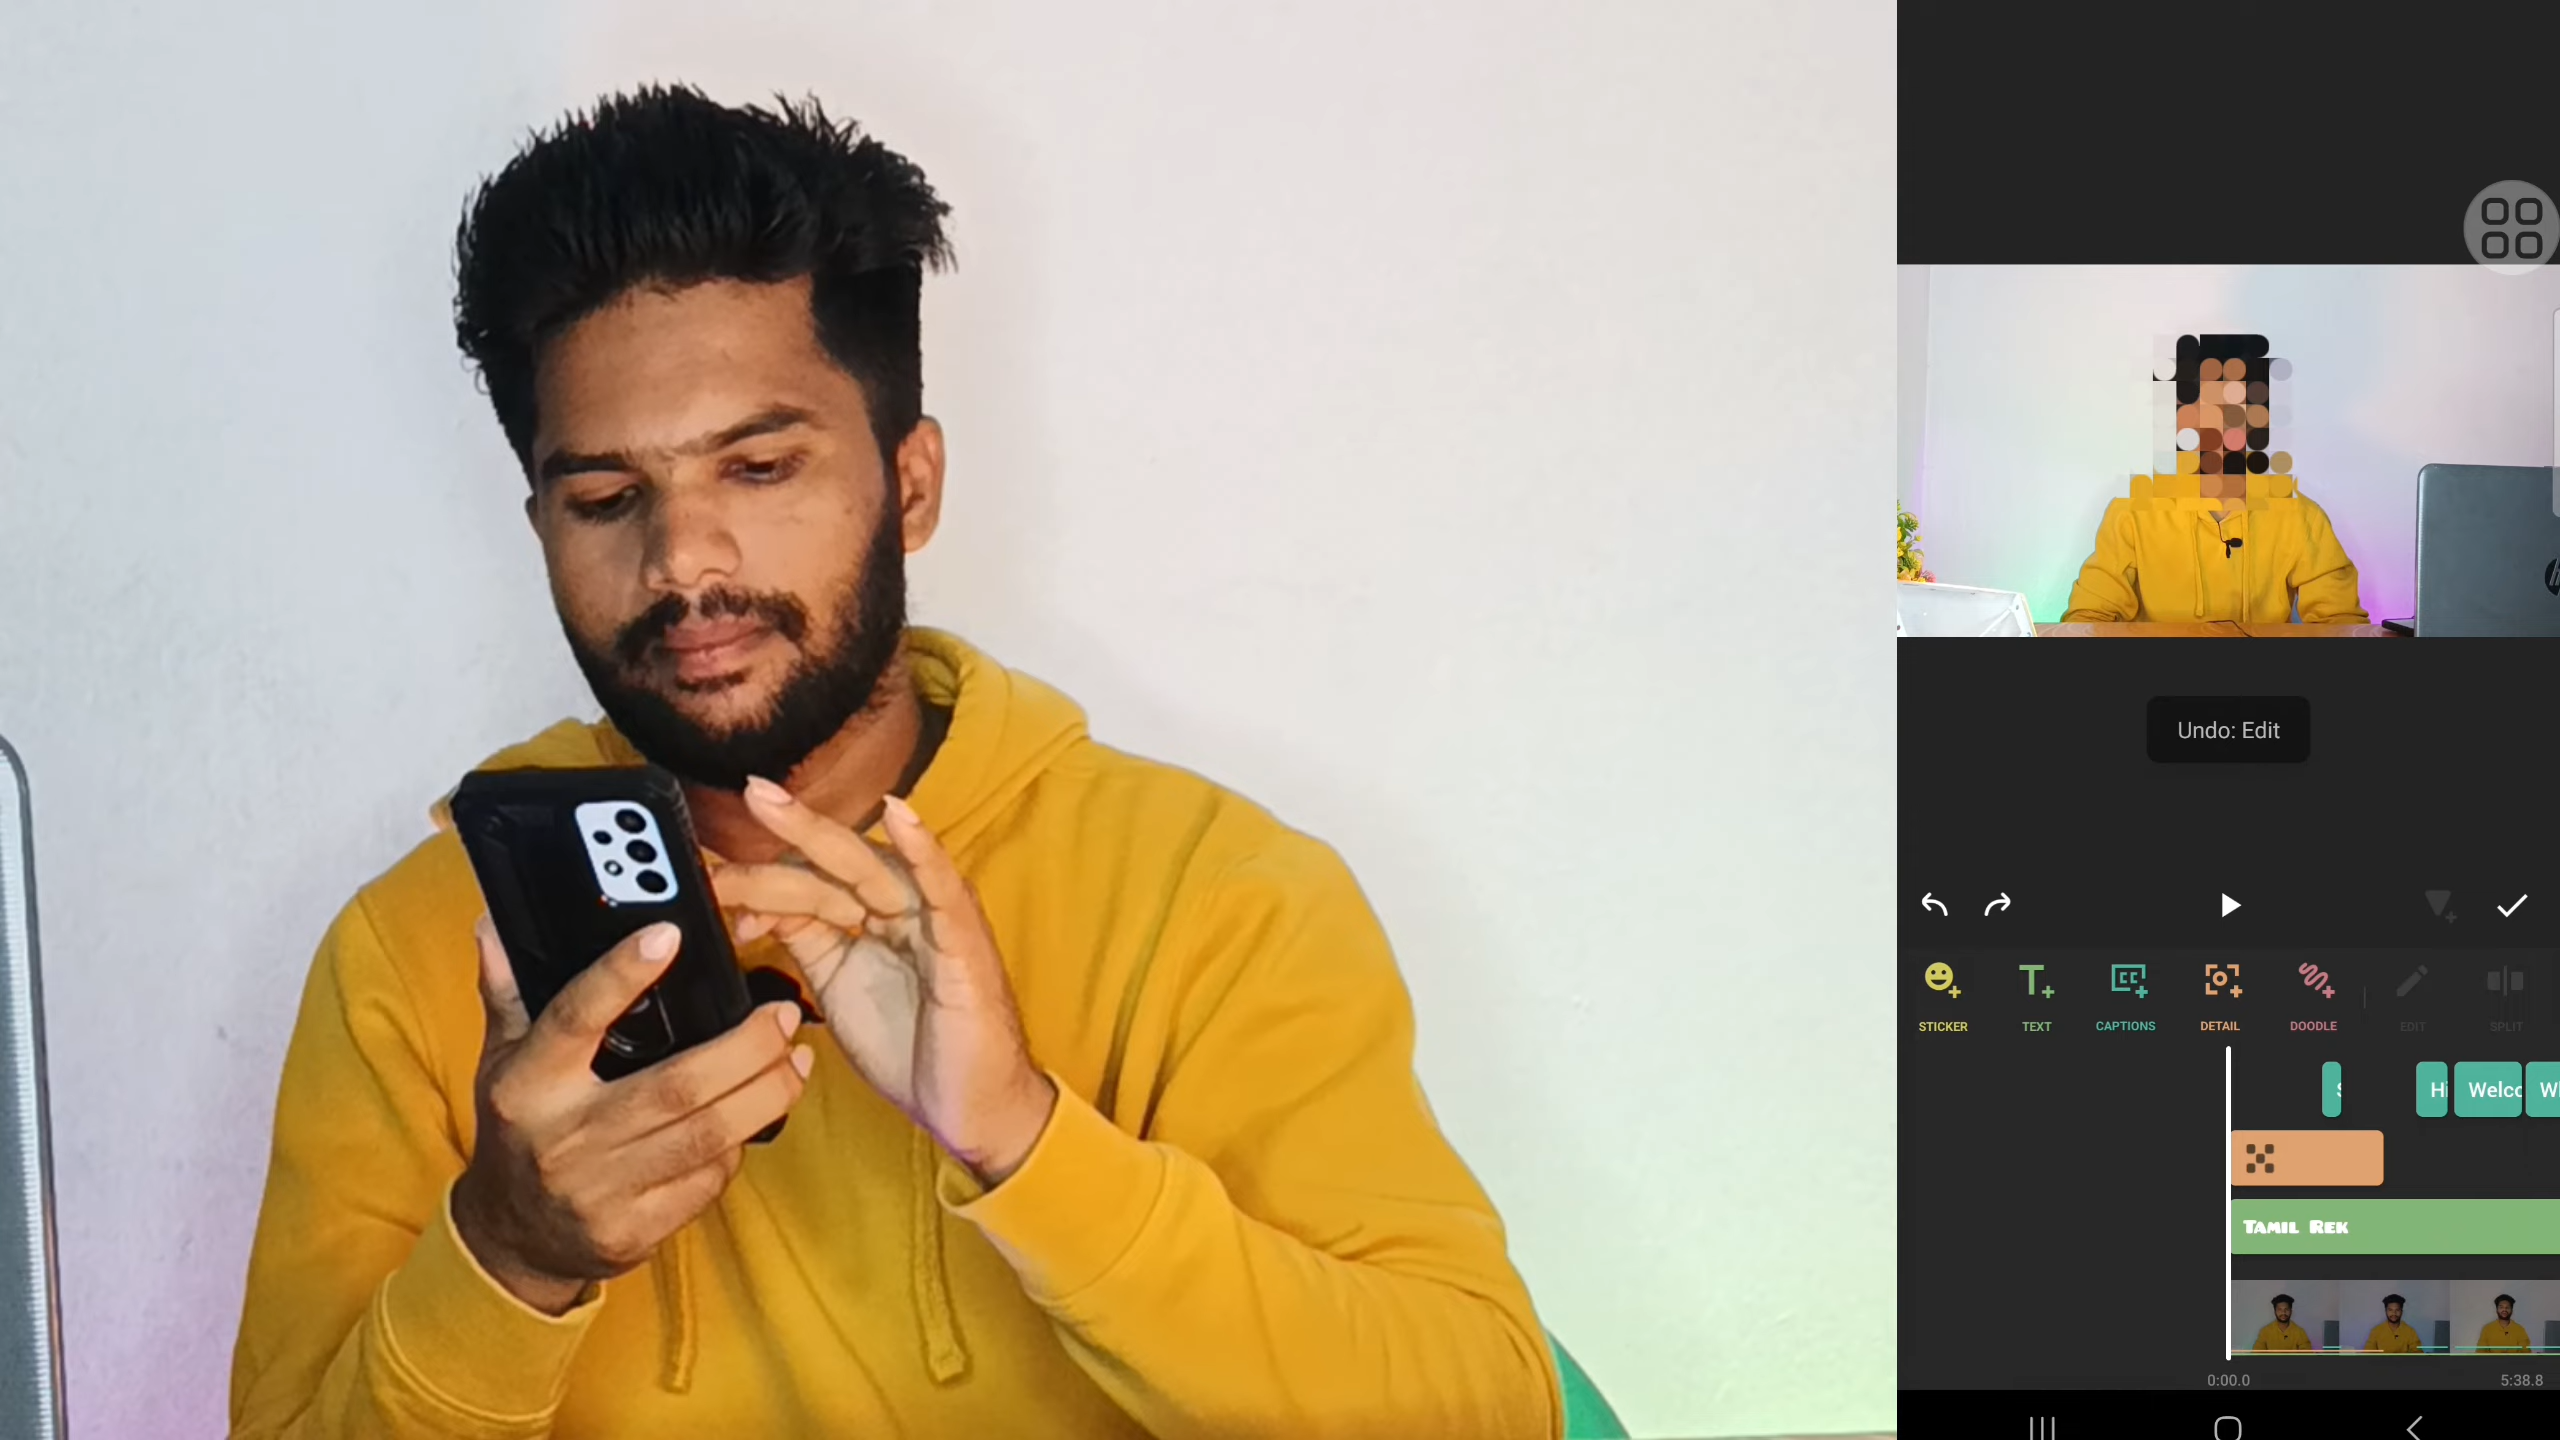 Undo: Edit
STICKER
TEXT
CAPTIONS
DETAIL
DOODLE
EDIT
SPLIT
Hi
Welco
Wh
TAMIL REK
0:00.0
5:38.8